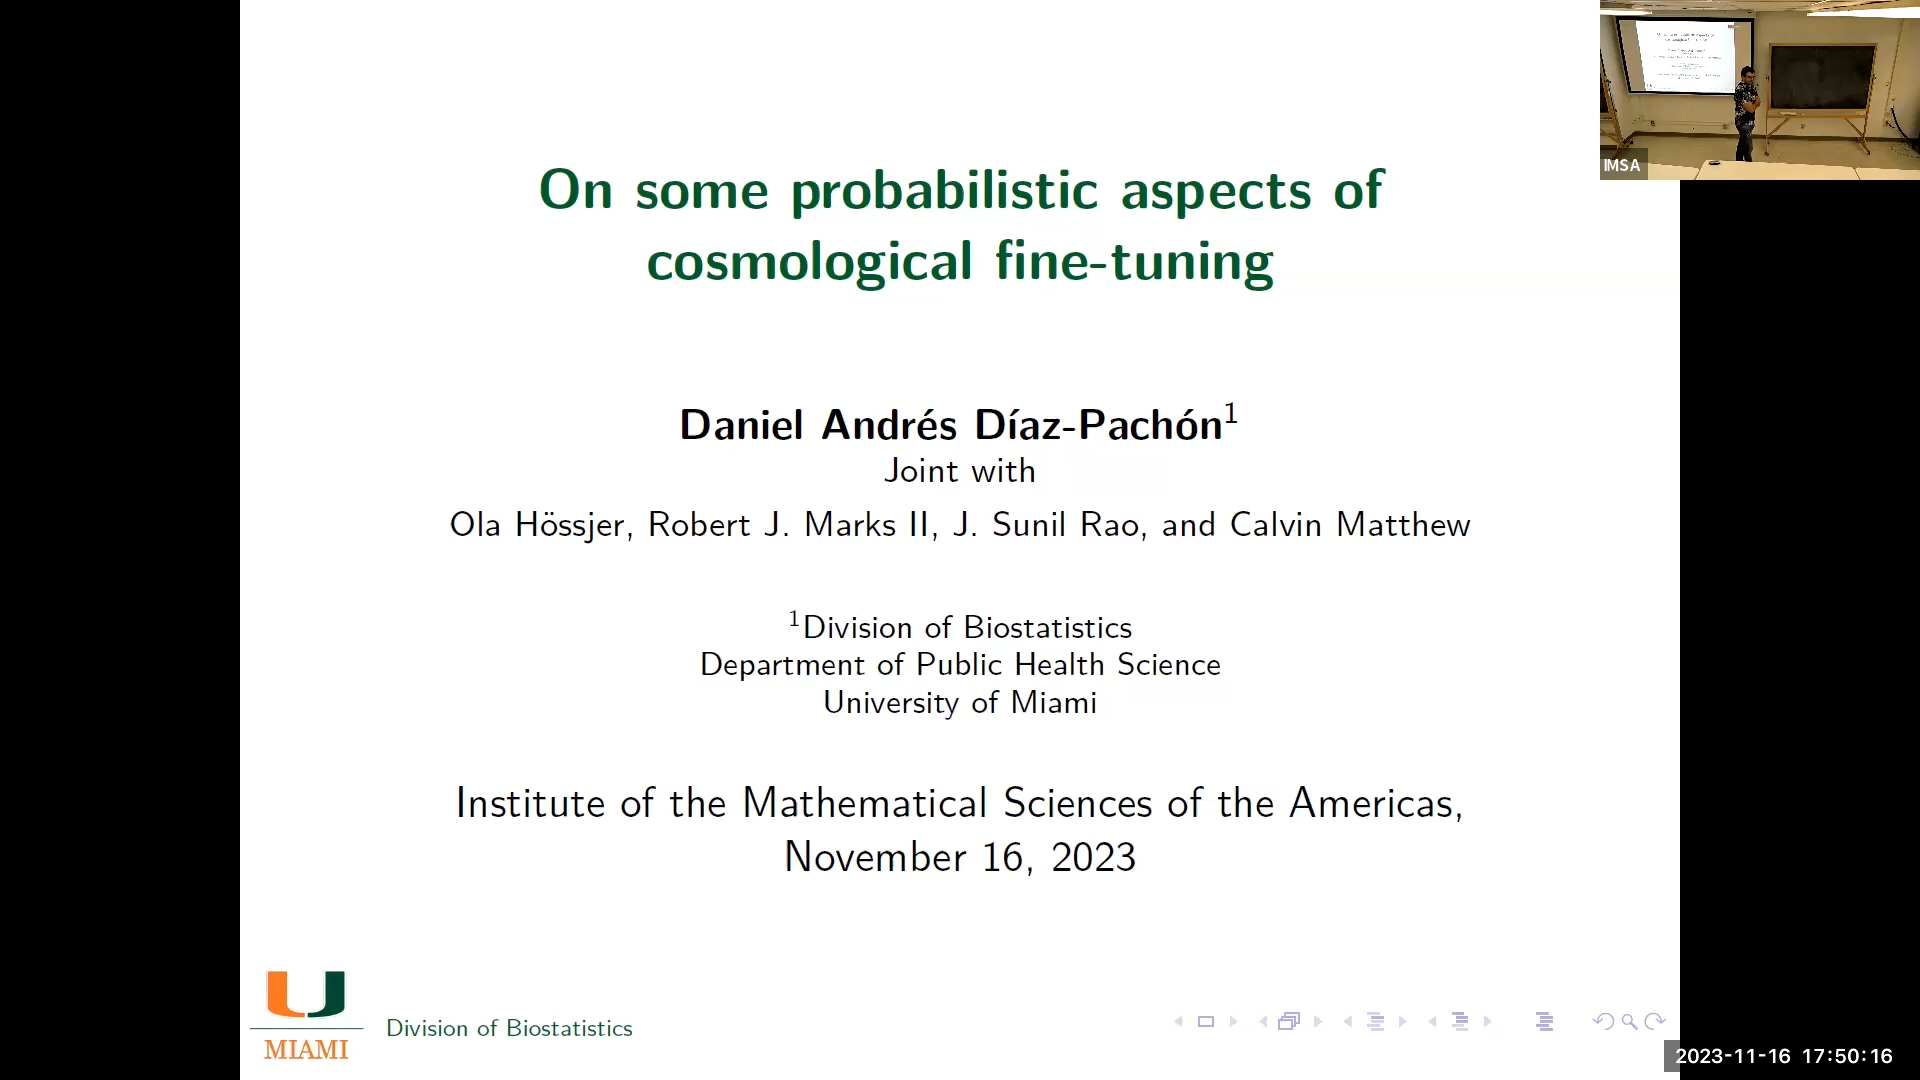 On some probabilistic aspects of
cosmological fine-tuning
Daniel Andrés Díaz-Pachón¹
Joint with
Ola Hössjer, Robert J. Marks II, J. Sunil Rao, and Calvin Matthew
¹Division of Biostatistics
Department of Public Health Science
University of Miami
Institute of the Mathematical Sciences of the Americas,
November 16, 2023
MIAMI
Division of Biostatistics
IMSA
2023-11-16 17:50:16